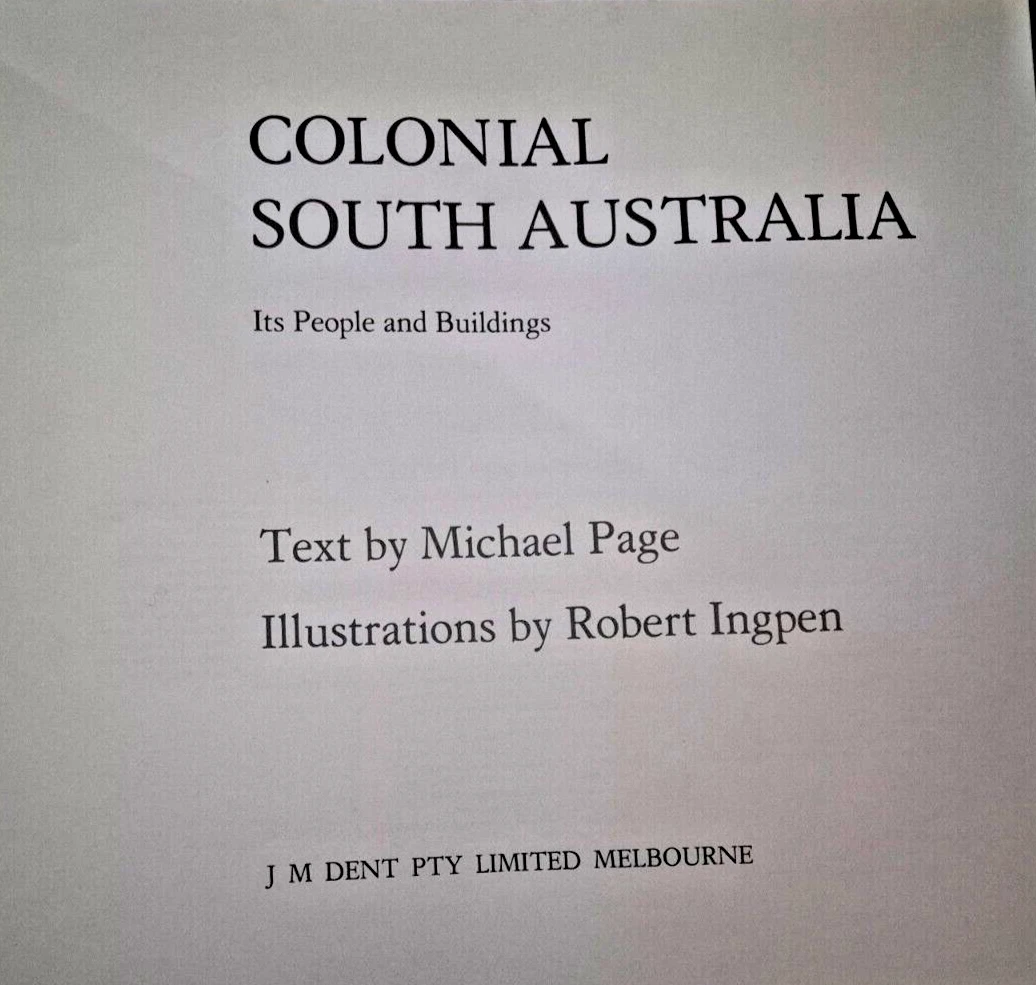 COLONIAL
SOUTH AUSTRALIA
Its People and Buildings
Text by Michael Page
Illustrations by Robert Ingpen
J M DENT PTY LIMITED MELBOURNE